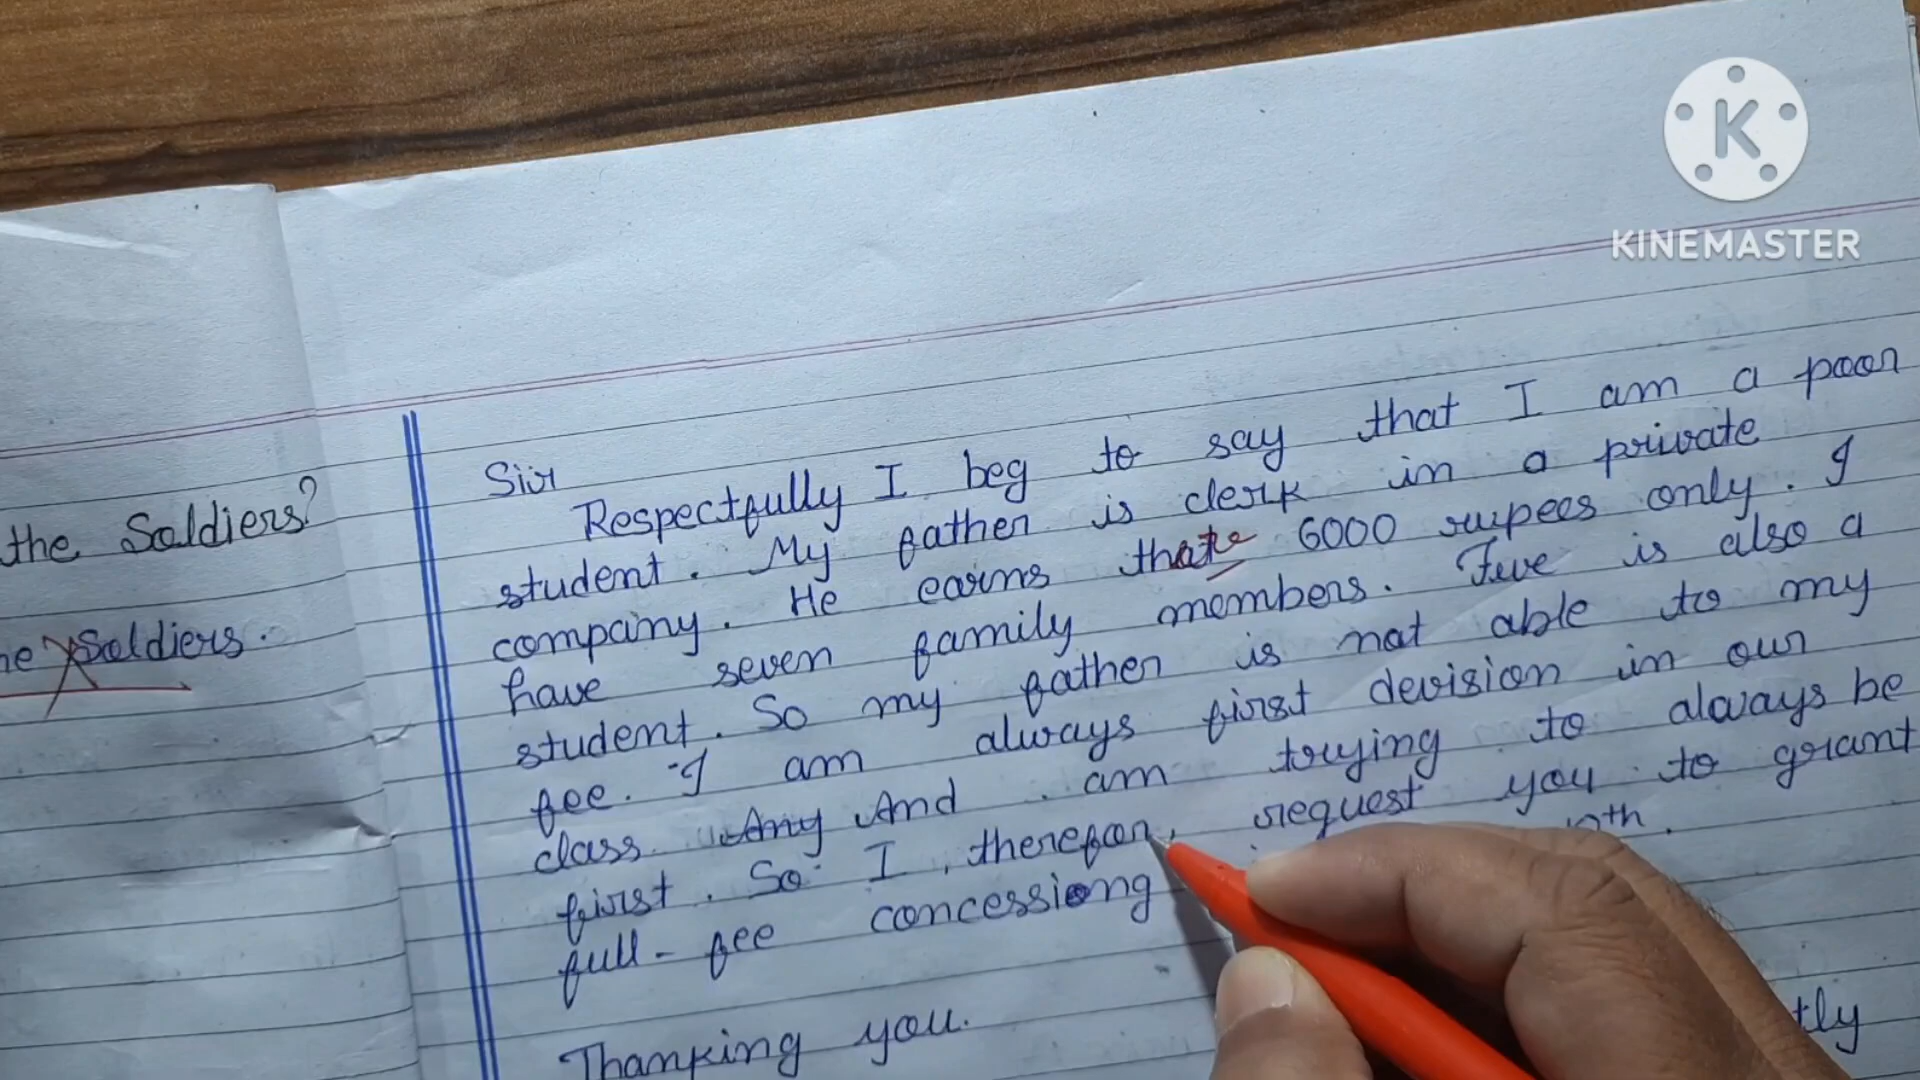 KINEMASTER
the Soldiers?
he Soldiers.
Sir
Respectfully I beg to say that I am a poor
student. My father is clerk in a private
company. He earns 6000 rupees only. I
have seven family members. Five is also a
student. So my father is not able to my
fee. I am always first devision in our
class Any And am trying to always be
first. So I, therefor, request you to grant
full-fee concessiong
Thanking you.